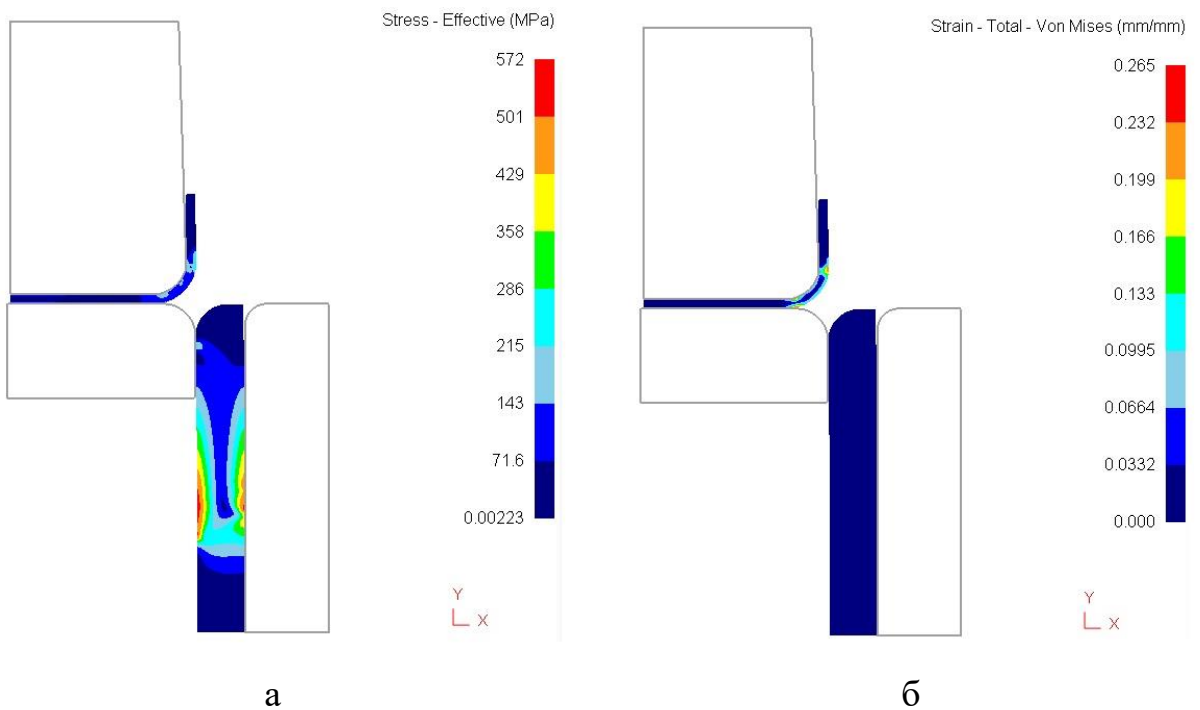 Stress - Effective (MPa)
572
501
429
358
286
215
143
71.6
0.00223
Y
X
а
Strain - Total - Von Mises (mm/mm)
0.265
0.232
0.199
0.166
0.133
0.0995
0.0664
0.0332
0.000
Y
X
б